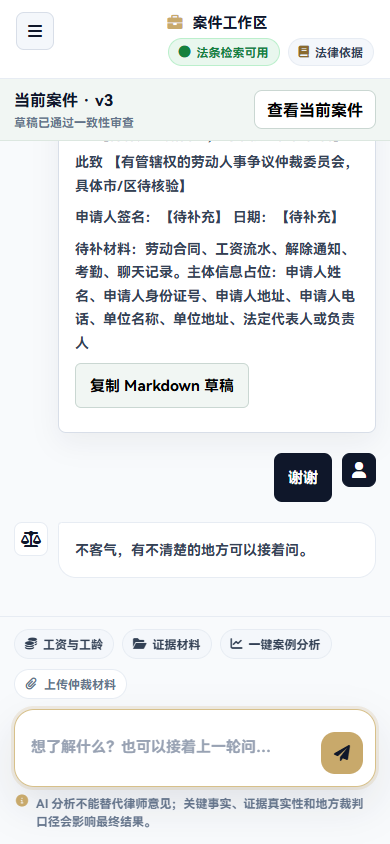 案件工作区
法条检索可用
法律依据
当前案件 · v3
草稿已通过一致性审查
查看当前案件
此致 【有管辖权的劳动人事争议仲裁委员会，
具体市/区待核验】
申请人签名：【待补充】 日期：【待补充】
待补材料：劳动合同、工资流水、解除通知、
考勤、聊天记录。主体信息占位：申请人姓
名、申请人身份证号、申请人地址、申请人电
话、单位名称、单位地址、法定代表人或负责
人
复制 Markdown 草稿
谢谢
不客气，有不清楚的地方可以接着问。
工资与工龄
证据材料
一键案例分析
上传仲裁材料
想了解什么？也可以接着上一轮问...
AI 分析不能替代律师意见；关键事实、证据真实性和地方裁判
口径会影响最终结果。